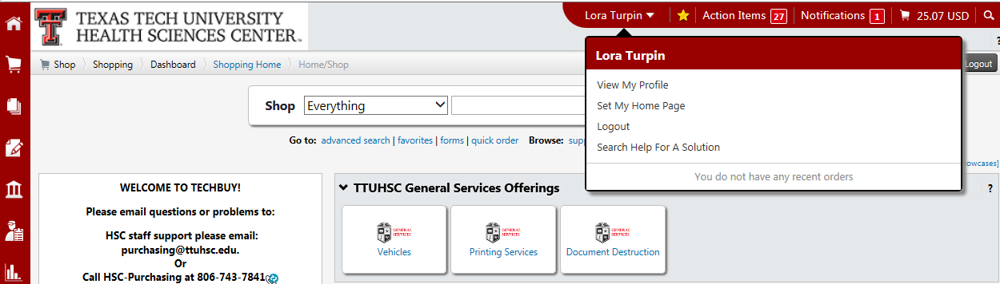 TEXAS TECH UNIVERSITY
HEALTH SCIENCES CENTER™
Lora Turpin Action Items 27 Notifications 1 25.07 USD
?
Lora Turpin
Shop Shopping Dashboard Shopping Home Home/Shop
Logout
View My Profile
Set My Home Page
Logout
Search Help For A Solution
You do not have any recent orders
Shop Everything
Go to: advanced search | favorites | forms | quick order Browse: supp
howcases]
WELCOME TO TECHBUY!
Please email questions or problems to:
HSC staff support please email:
purchasing@ttuhsc.edu.
Or
Call HSC-Purchasing at 806-743-7841
TTUHSC General Services Offerings
?
GENERAL SERVICES
Vehicles
GENERAL SERVICES
Printing Services
GENERAL SERVICES
Document Destruction